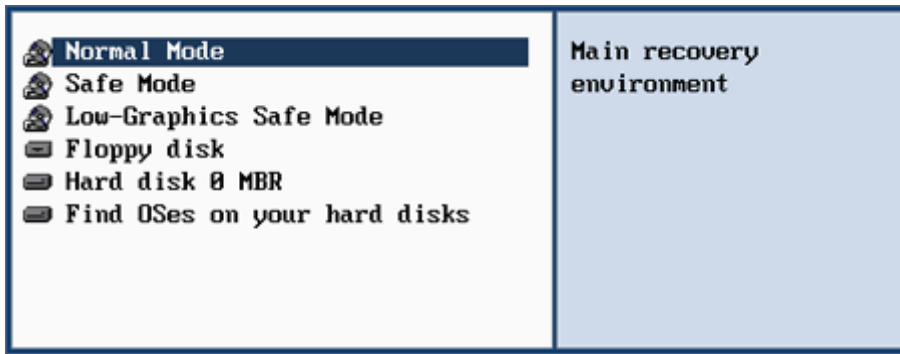 Normal Mode
Safe Mode
Low-Graphics Safe Mode
Floppy disk
Hard disk 0 MBR
Find OSes on your hard disks
Main recovery
environment